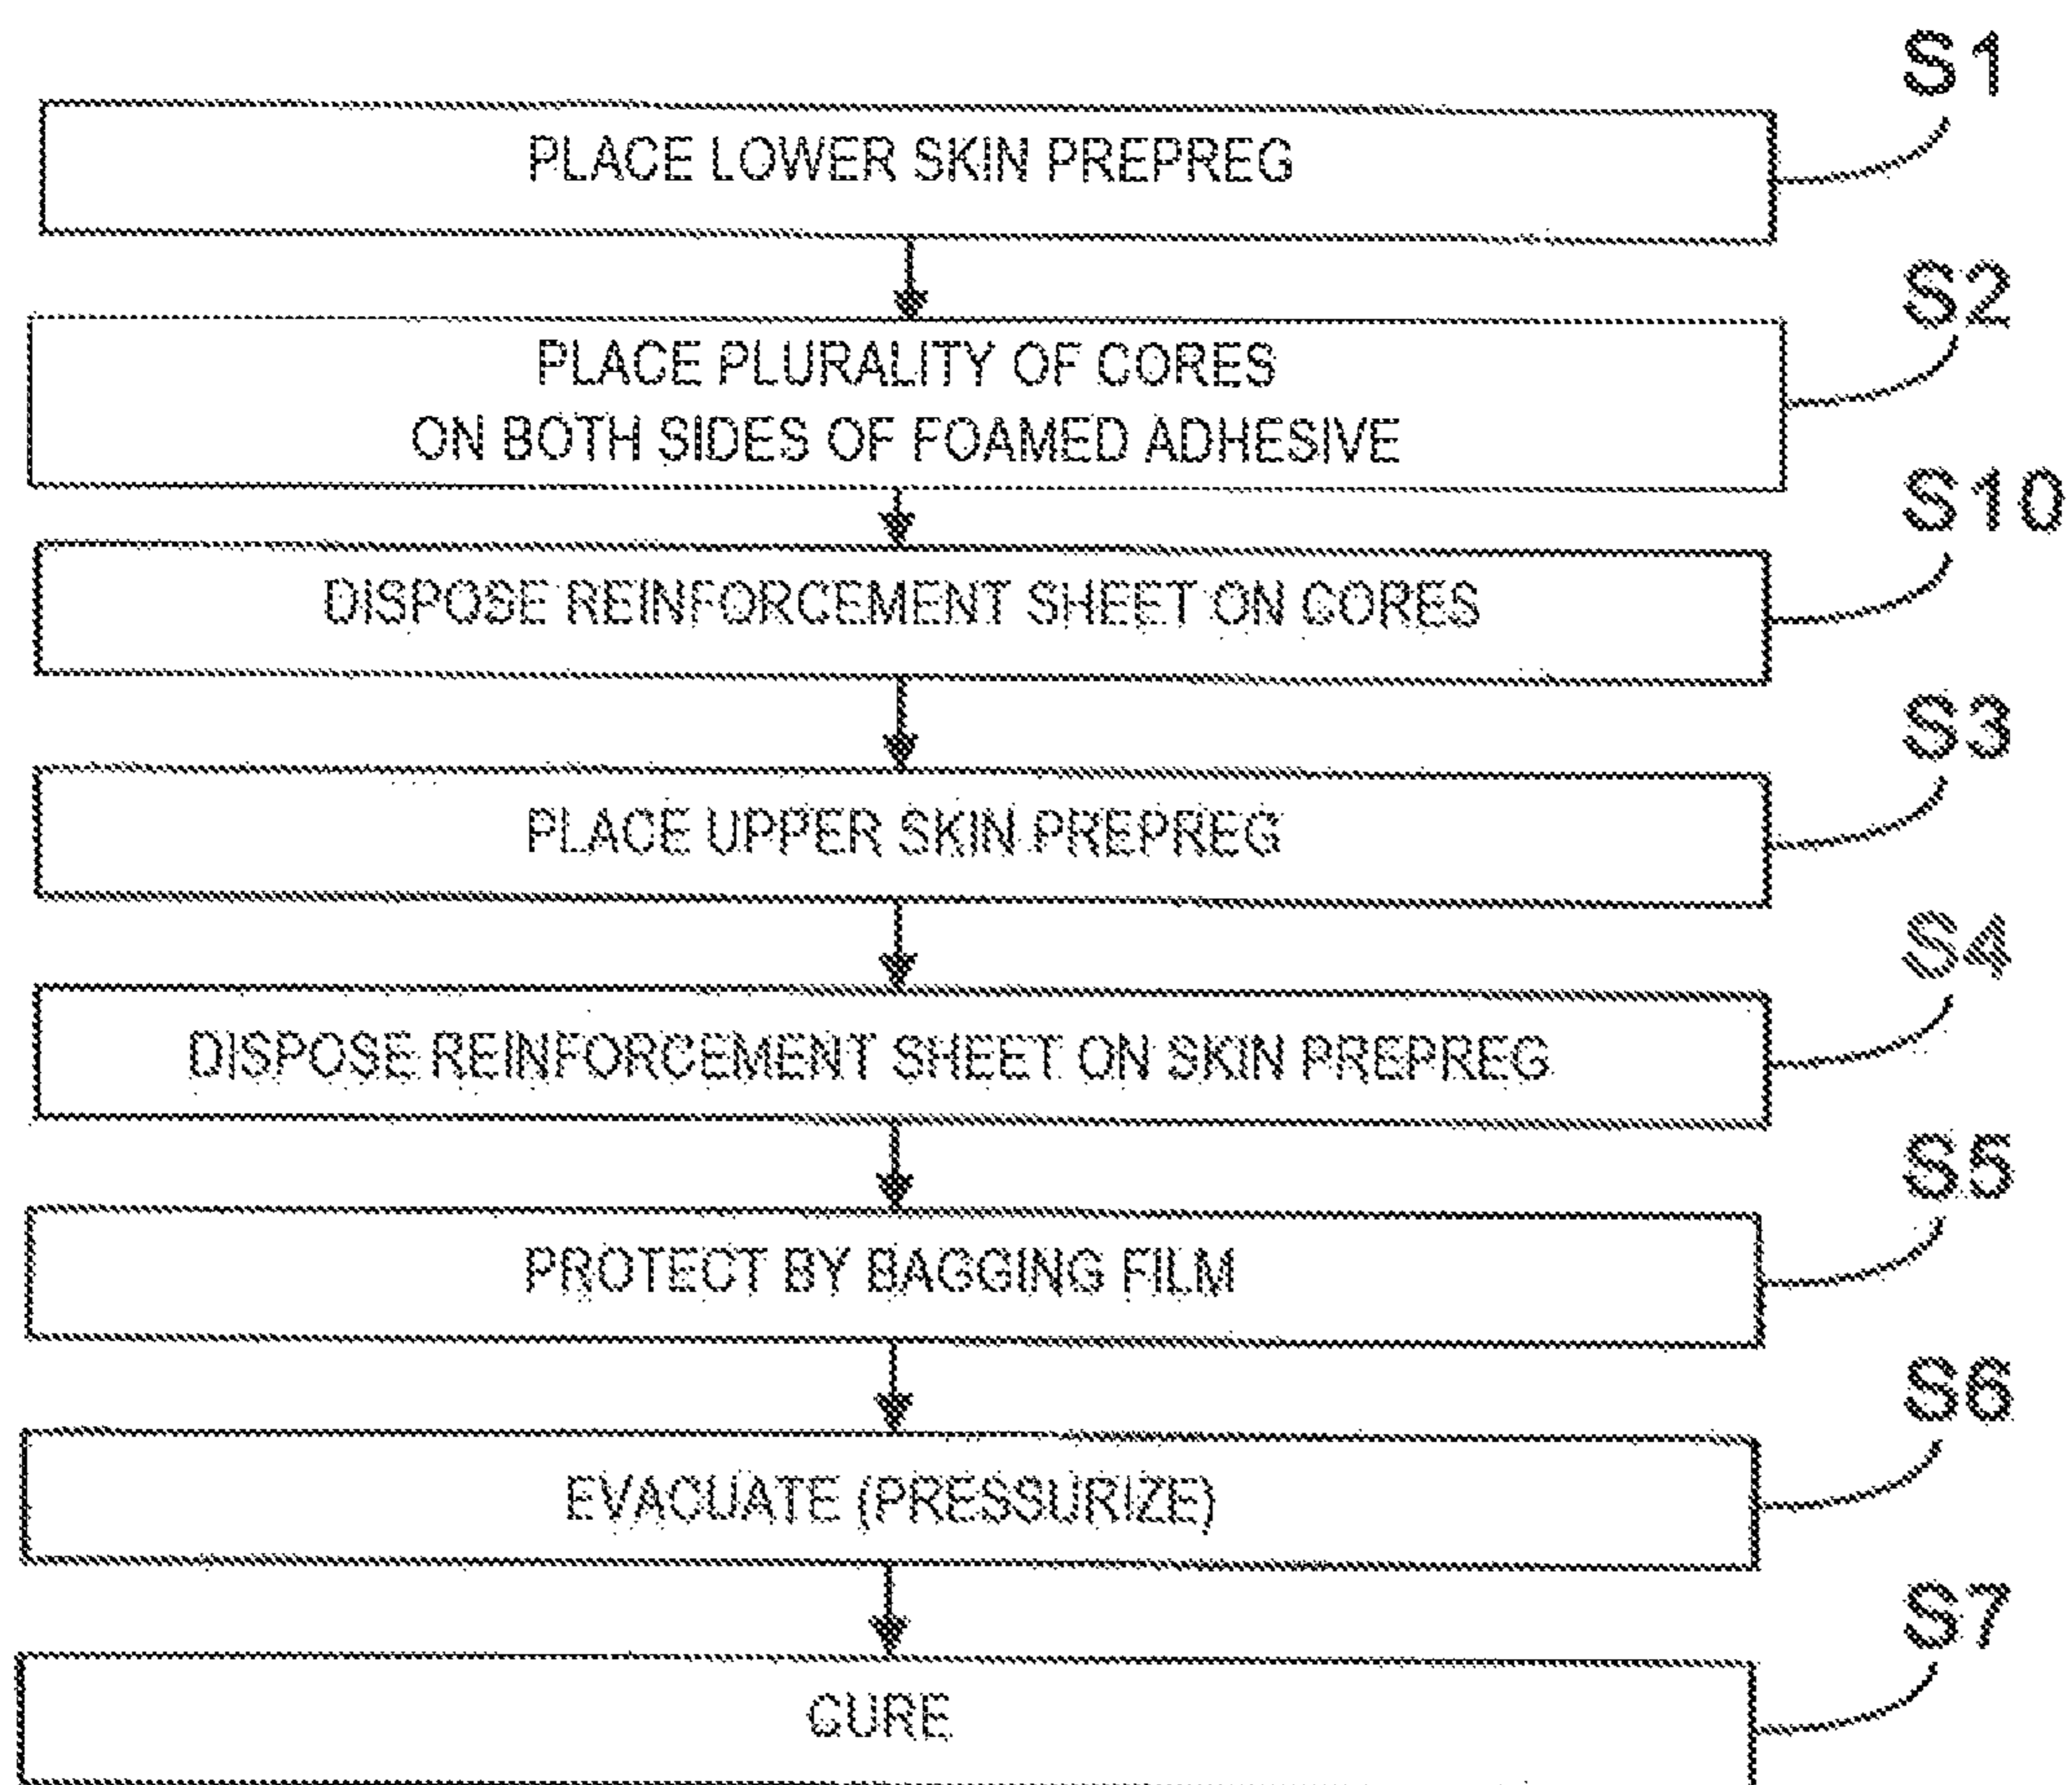 S1
PLACE LOWER SKIN PREPREG
S2
PLACE PLURALITY OF CORES
ON BOTH SIDES OF FOAMED ADHESIVE
S10
DISPOSE REINFORCEMENT SHEET ON CORES
S3
PLACE UPPER SKIN PREPREG
S4
DISPOSE REINFORCEMENT SHEET ON SKIN PREPREG
S5
PROTECT BY BAGGING FILM
S6
EVACUATE (PRESSURIZE)
S7
CURE